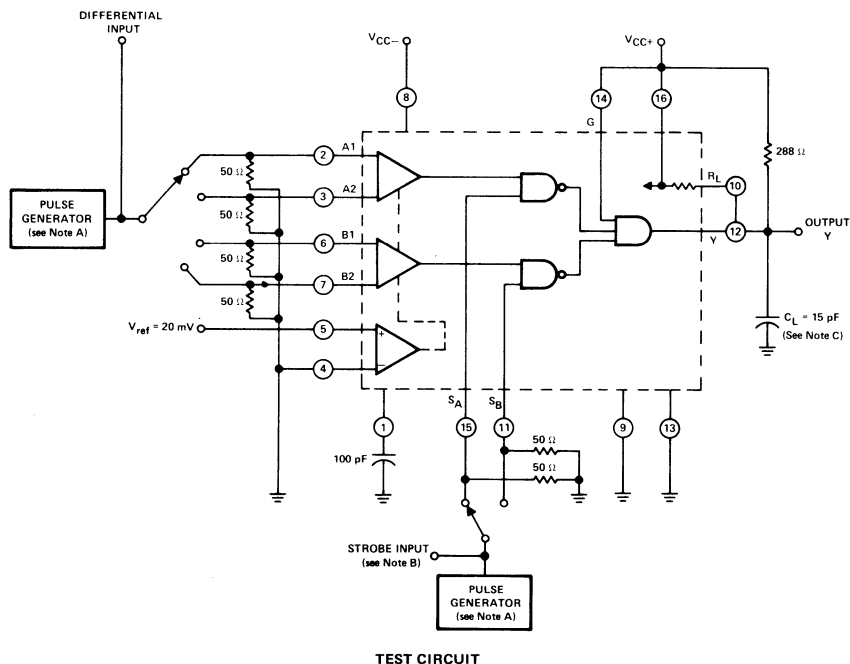 DIFFERENTIAL
INPUT
VCC−
VCC+
8
14
16
G
288 Ω
2
A1
50 Ω
RL
10
PULSE
GENERATOR
(see Note A)
3
A2
50 Ω
6
B1
Y
12
OUTPUT
Y
50 Ω
7
B2
50 Ω
Vref = 20 mV
5
+
CL = 15 pF
(See Note C)
4
−
SA
SB
1
15
11
9
13
50 Ω
100 pF
50 Ω
STROBE INPUT
(see Note B)
PULSE
GENERATOR
(see Note A)
TEST CIRCUIT